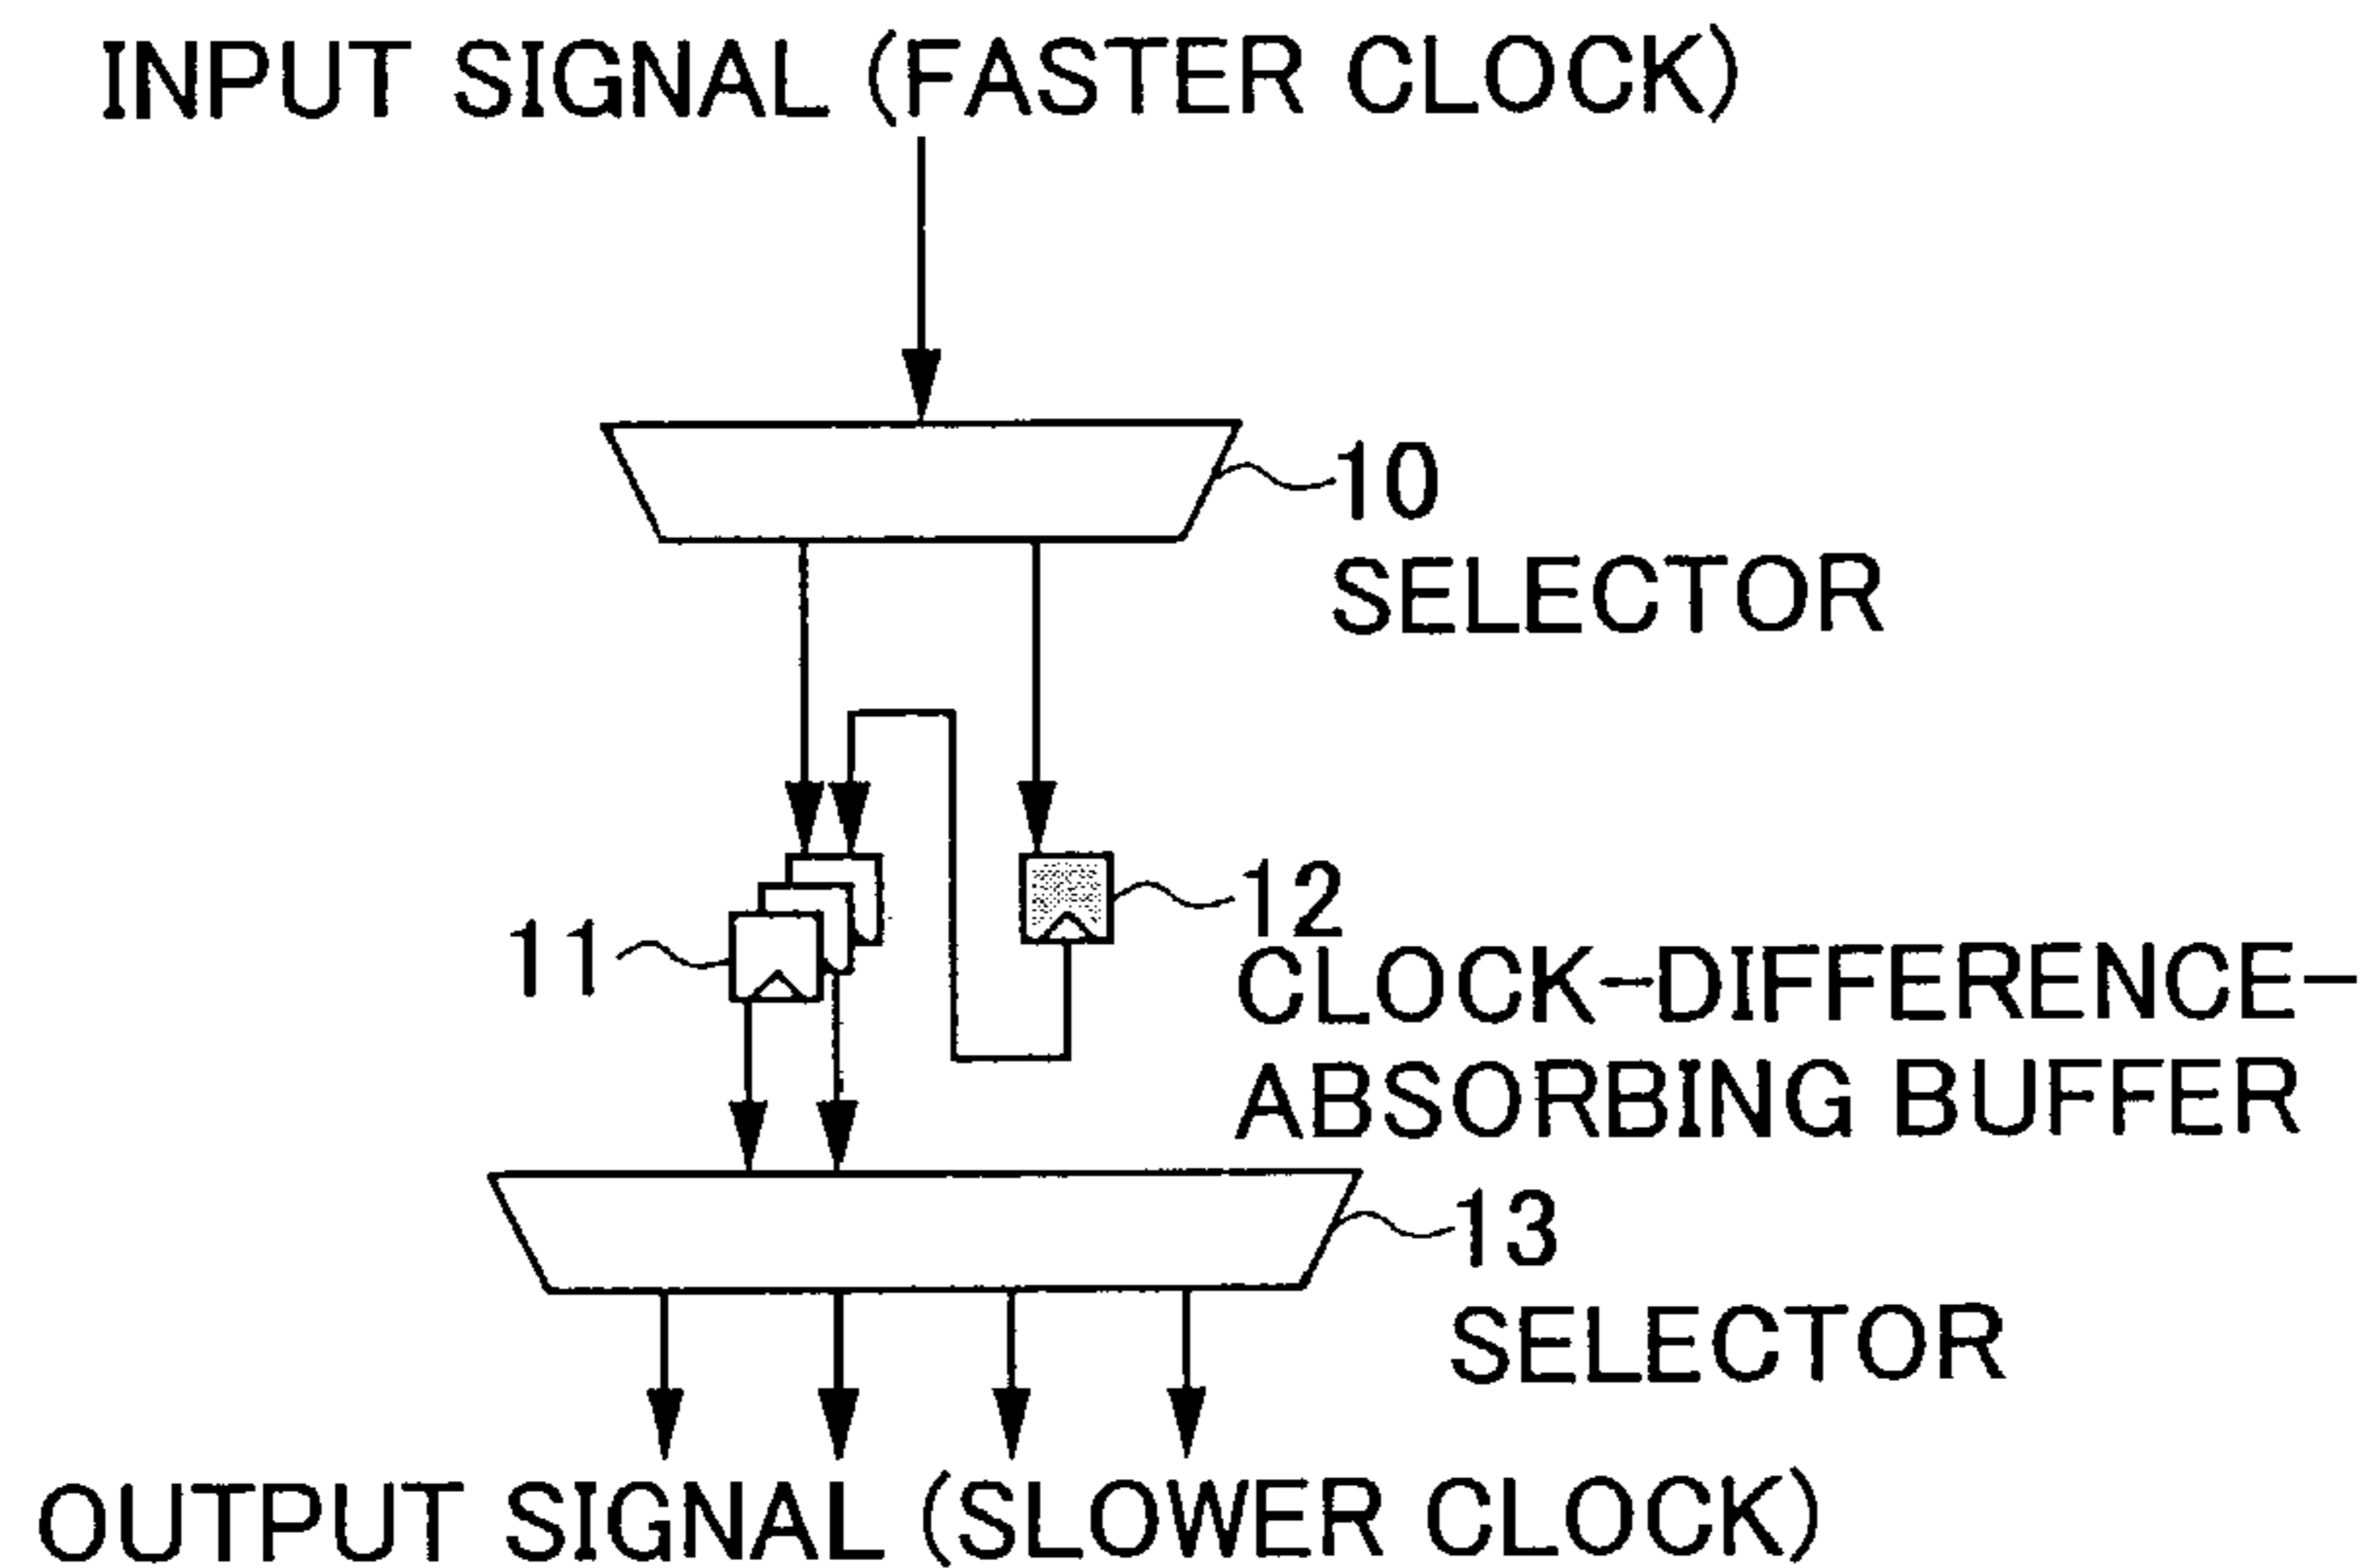 INPUT SIGNAL (FASTER CLOCK)
10
SELECTOR
11
12
CLOCK-DIFFERENCE-
ABSORBING BUFFER
13
SELECTOR
OUTPUT SIGNAL (SLOWER CLOCK)